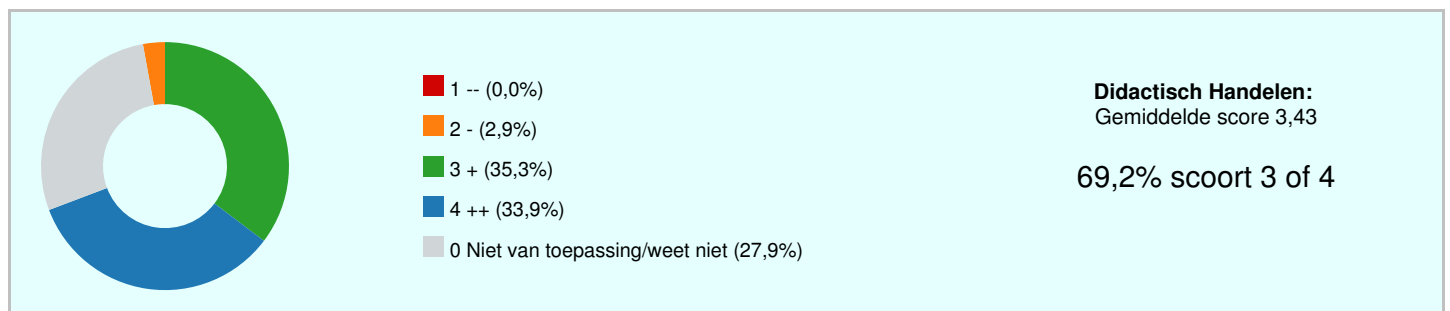 1 -- (0,0%)
2 - (2,9%)
3 + (35,3%)
4 ++ (33,9%)
0 Niet van toepassing/weet niet (27,9%)
Didactisch Handelen:
Gemiddelde score 3,43
69,2% scoort 3 of 4